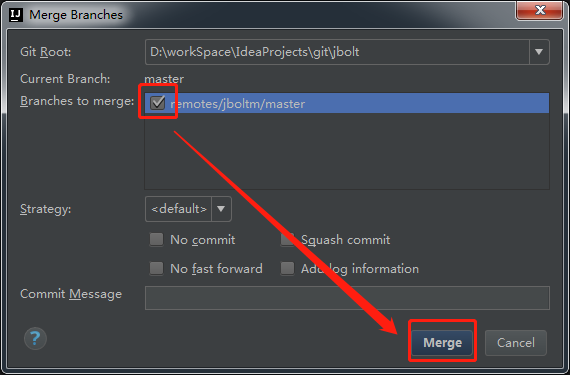 Merge Branches
Git Root: D:\workSpace\IdeaProjects\git\jbolt
Current Branch: master
Branches to merge: remotes/jboltm/master
Strategy: <default>
No commit Squash commit
No fast forward Add log information
Commit Message
? Merge Cancel